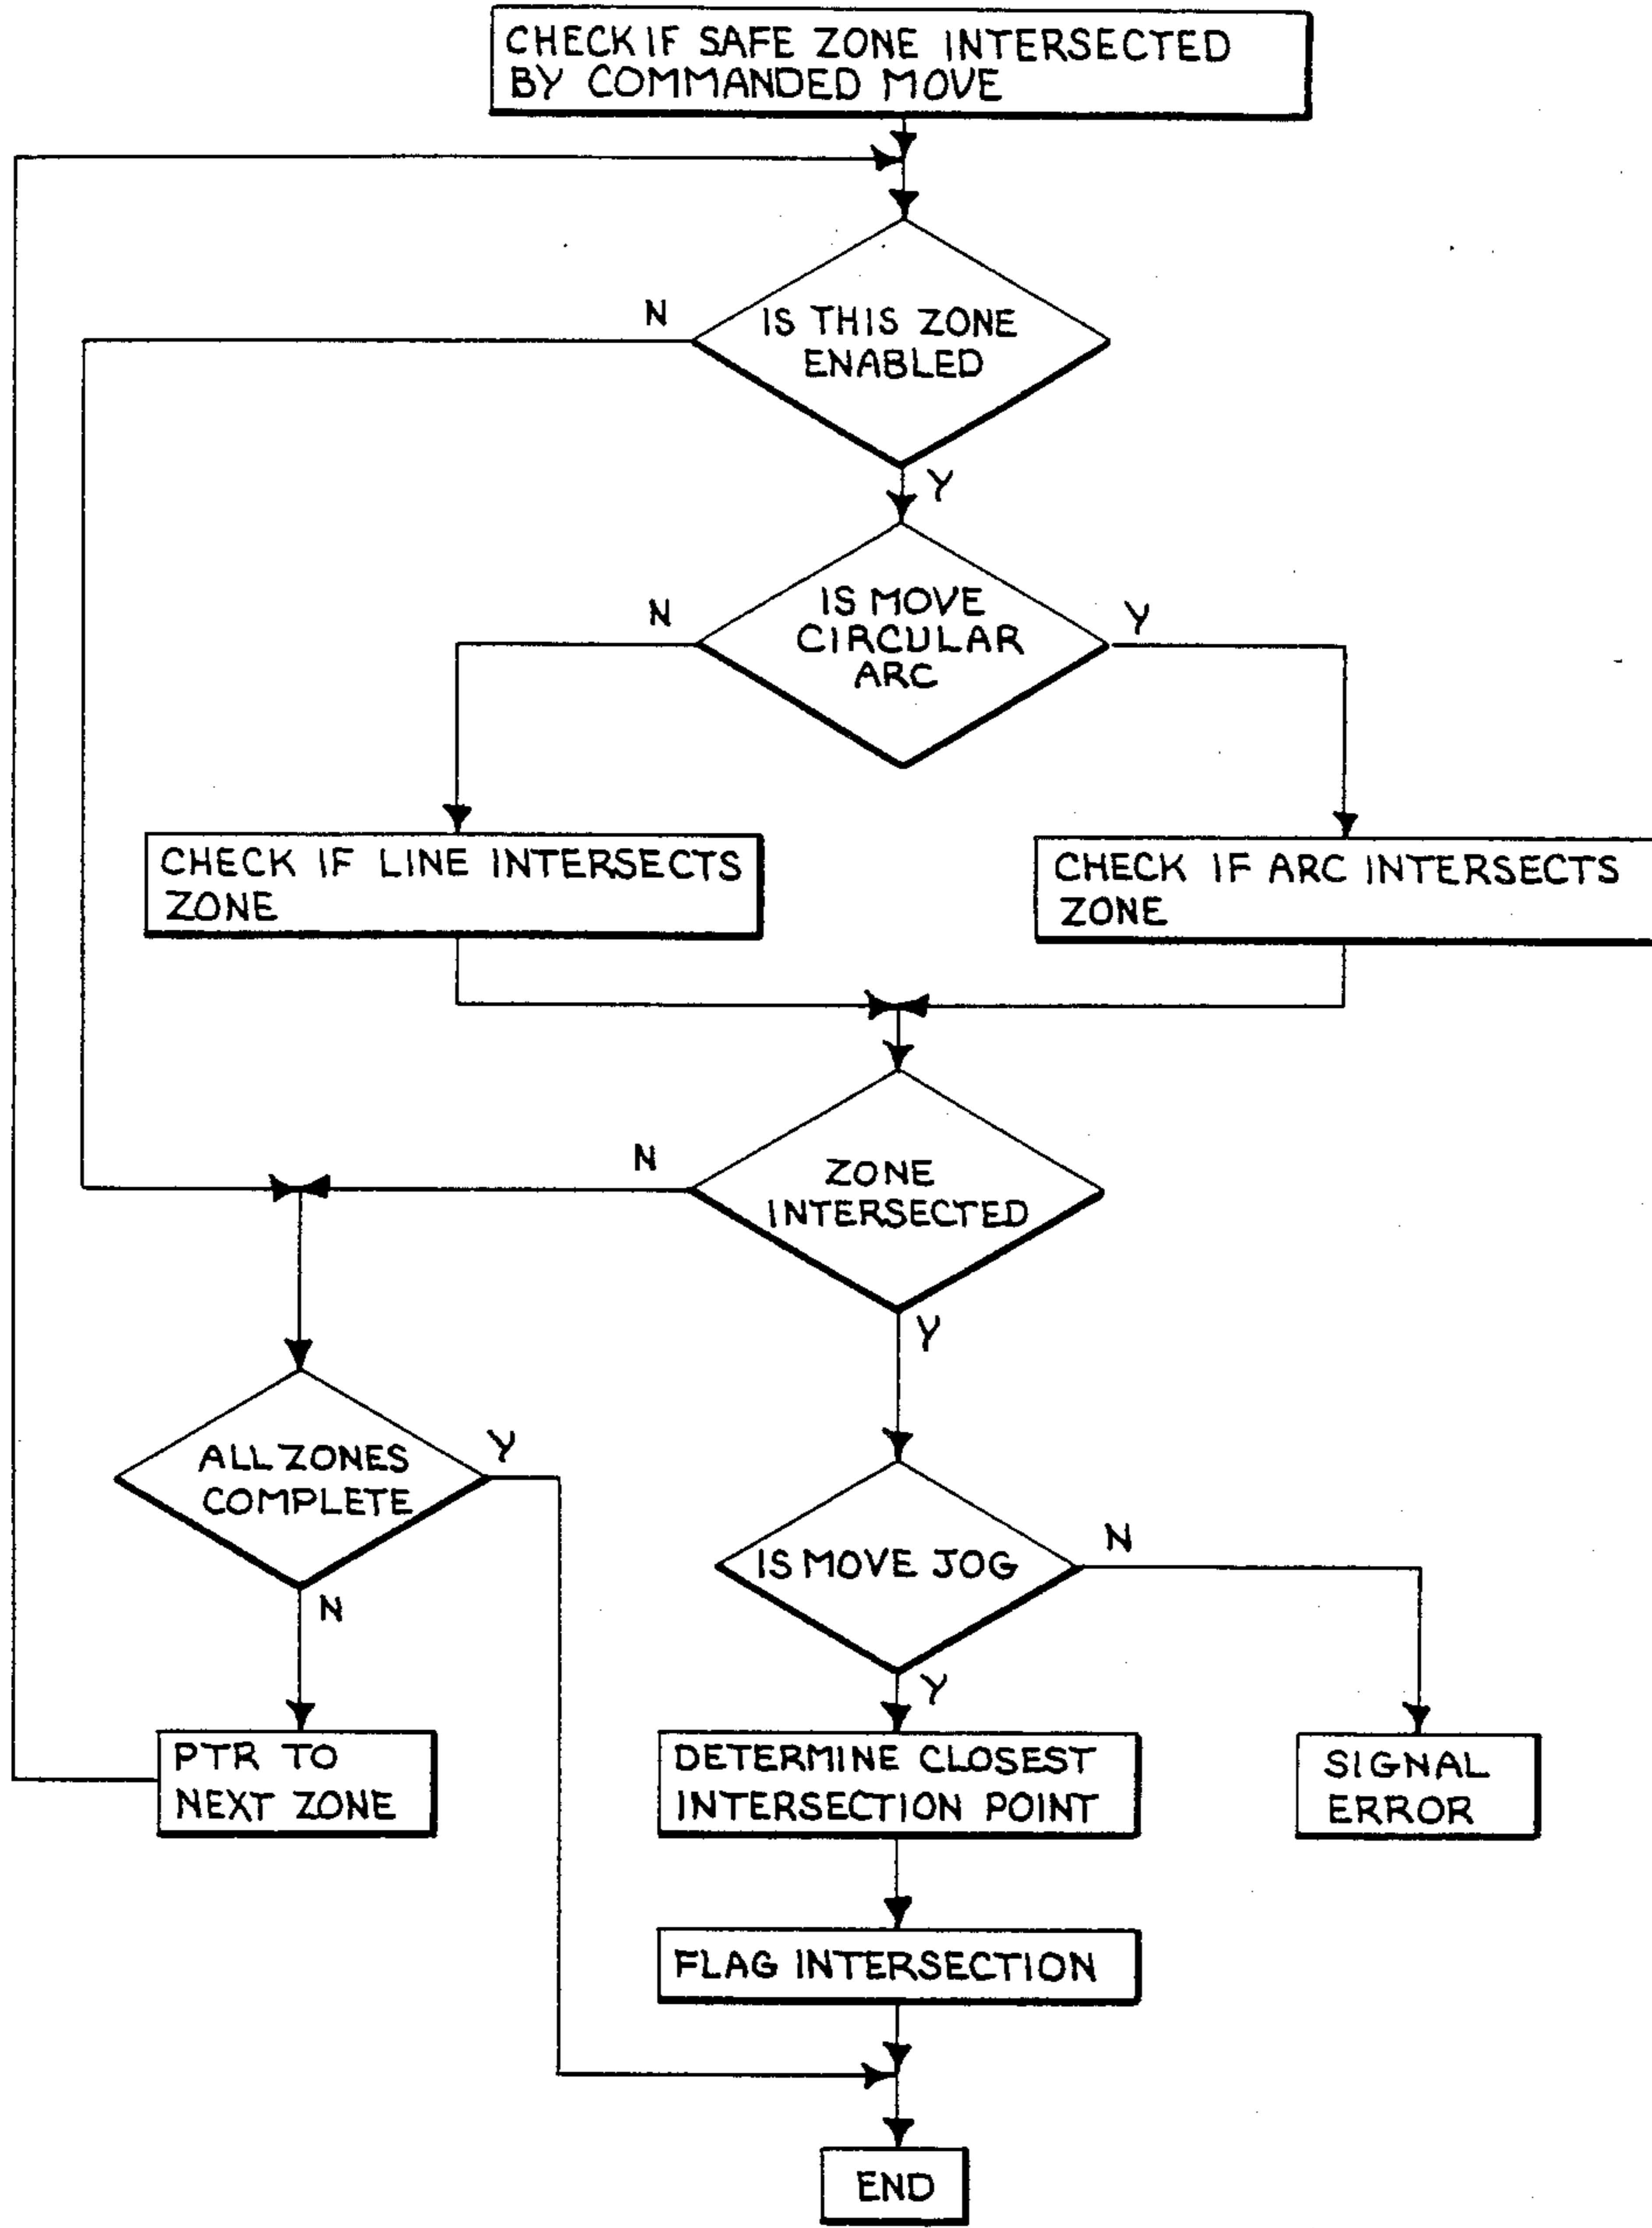 CHECK IF SAFE ZONE INTERSECTED
BY COMMANDED MOVE
N
IS THIS ZONE
ENABLED
Y
N
IS MOVE
CIRCULAR
ARC
Y
CHECK IF LINE INTERSECTS
ZONE
CHECK IF ARC INTERSECTS
ZONE
N
ZONE
INTERSECTED
Y
ALL ZONES
COMPLETE
Y
N
IS MOVE JOG
N
Y
PTR TO
NEXT ZONE
DETERMINE CLOSEST
INTERSECTION POINT
SIGNAL
ERROR
FLAG INTERSECTION
END